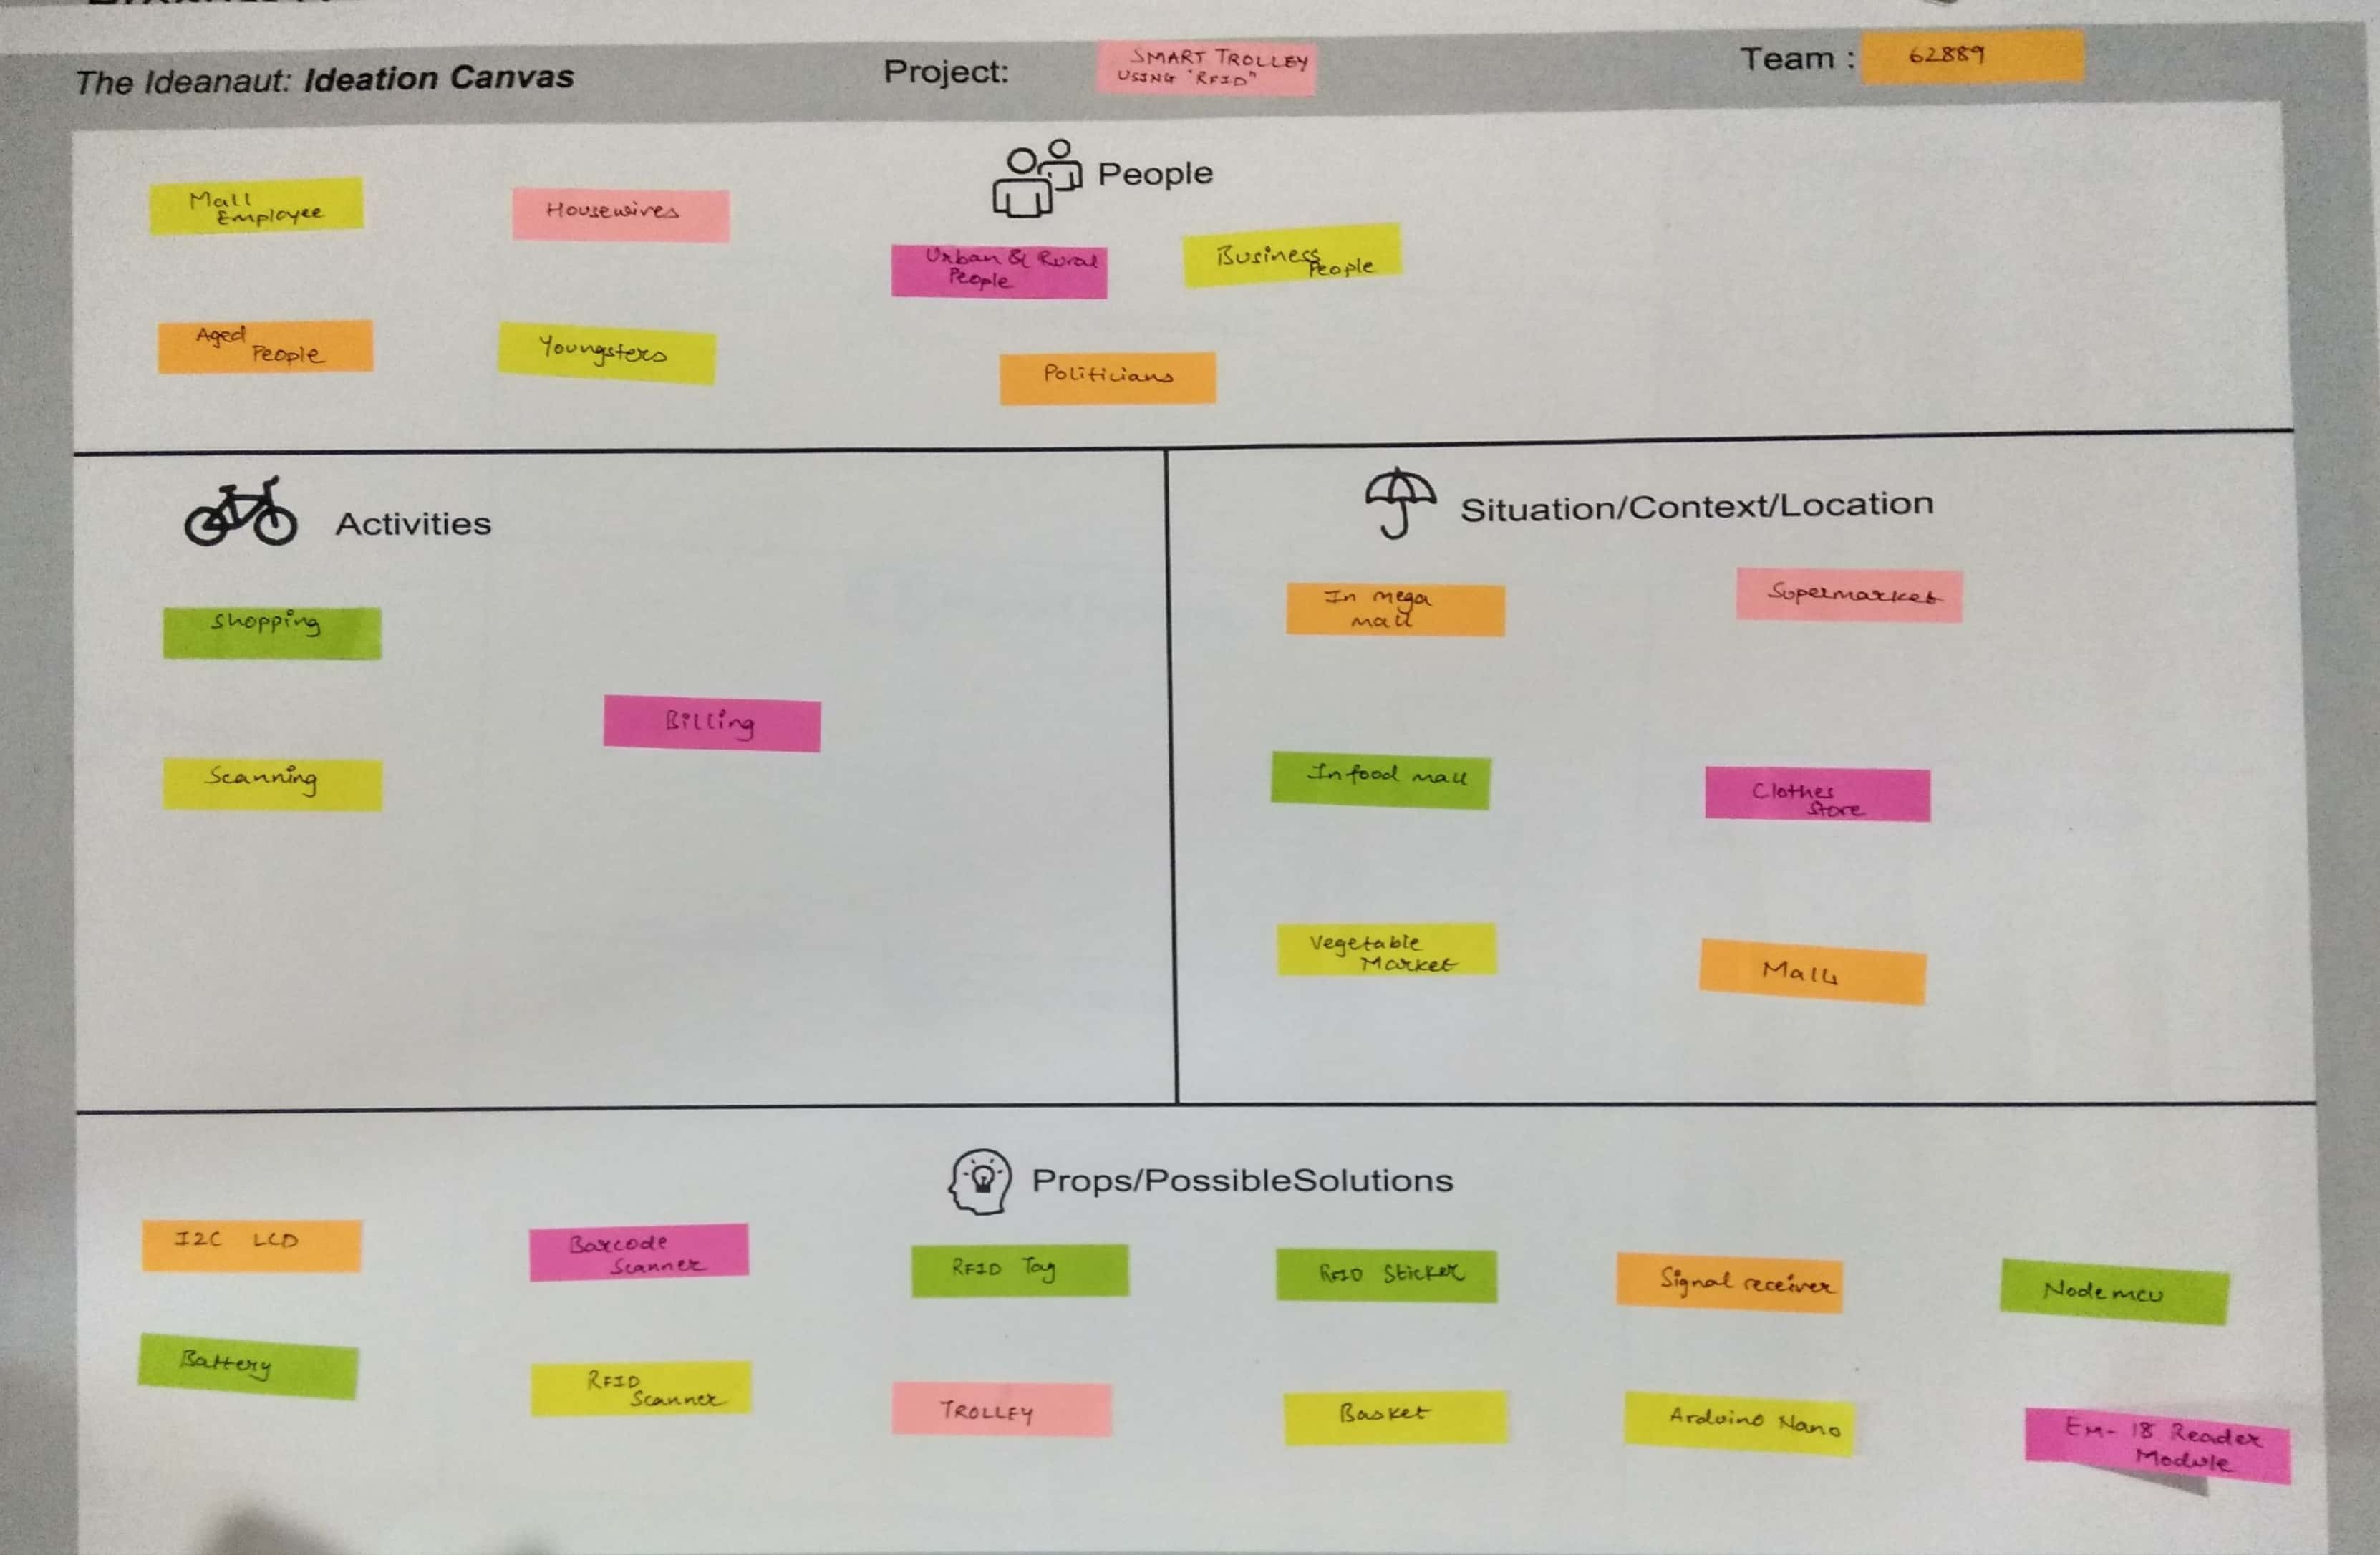 The Ideanaut: Ideation Canvas
Project:
SMART TROLLEY
USING "RFID"
Team :
62889
People
Mall
Employee
Housewives
Urban & Rural
People
Business
People
Aged
People
Youngsters
Politicians
Activities
Shopping
Billing
Scanning
Situation/Context/Location
In mega
mall
Supermarket
In food mall
Clothes
Store
Vegetable
Market
Malls
Props/PossibleSolutions
I2C LCD
Barcode
Scanner
RFID Tag
RFID Sticker
Signal receiver
Node mcu
Battery
RFID
Scanner
TROLLEY
Basket
Arduino Nano
EM-18 Reader
Module